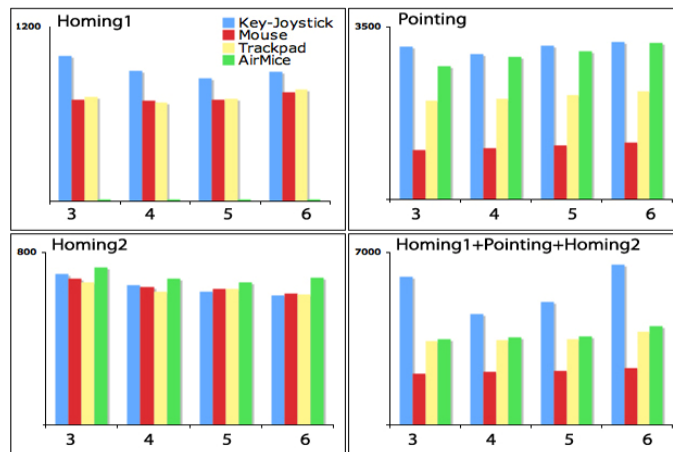 Homing1
1200
Key-Joystick
Mouse
Trackpad
AirMice
3 4 5 6
Pointing
3500
3 4 5 6
Homing2
800
3 4 5 6
Homing1+Pointing+Homing2
7000
3 4 5 6